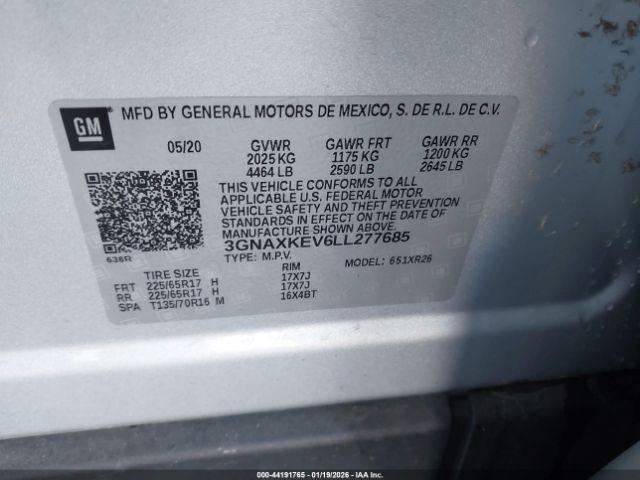 GM
MFD BY GENERAL MOTORS DE MEXICO, S. DE R.L. DE C.V.
05/20 GVWR GAWR FRT GAWR RR
2025 KG 1175 KG 1200 KG
4464 LB 2590 LB 2645 LB
THIS VEHICLE CONFORMS TO ALL
APPLICABLE U.S. FEDERAL MOTOR
VEHICLE SAFETY AND THEFT PREVENTION
STANDARDS IN EFFECT ON THE DATE OF
MANUFACTURE SHOWN ABOVE.
3GNAXKEV6LL277685
636R TYPE: M.P.V. MODEL: 651XR26
TIRE SIZE RIM
FRT 225/65R17 H 17X7J
RR 225/65R17 H 17X7J
SPA T135/70R16 M 16X4BT
000-44191765 - 01/19/2026 - IAA Inc.